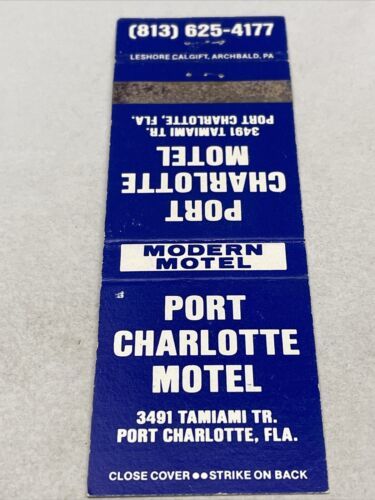 (813) 625-4177
LESHORE CALGIFT, ARCHBALD, PA
PORT
CHARLOTTE
MOTEL
3491 TAMIAMI TR.
PORT CHARLOTTE, FLA.
MODERN
MOTEL
PORT
CHARLOTTE
MOTEL
3491 TAMIAMI TR.
PORT CHARLOTTE, FLA.
CLOSE COVER ●● STRIKE ON BACK